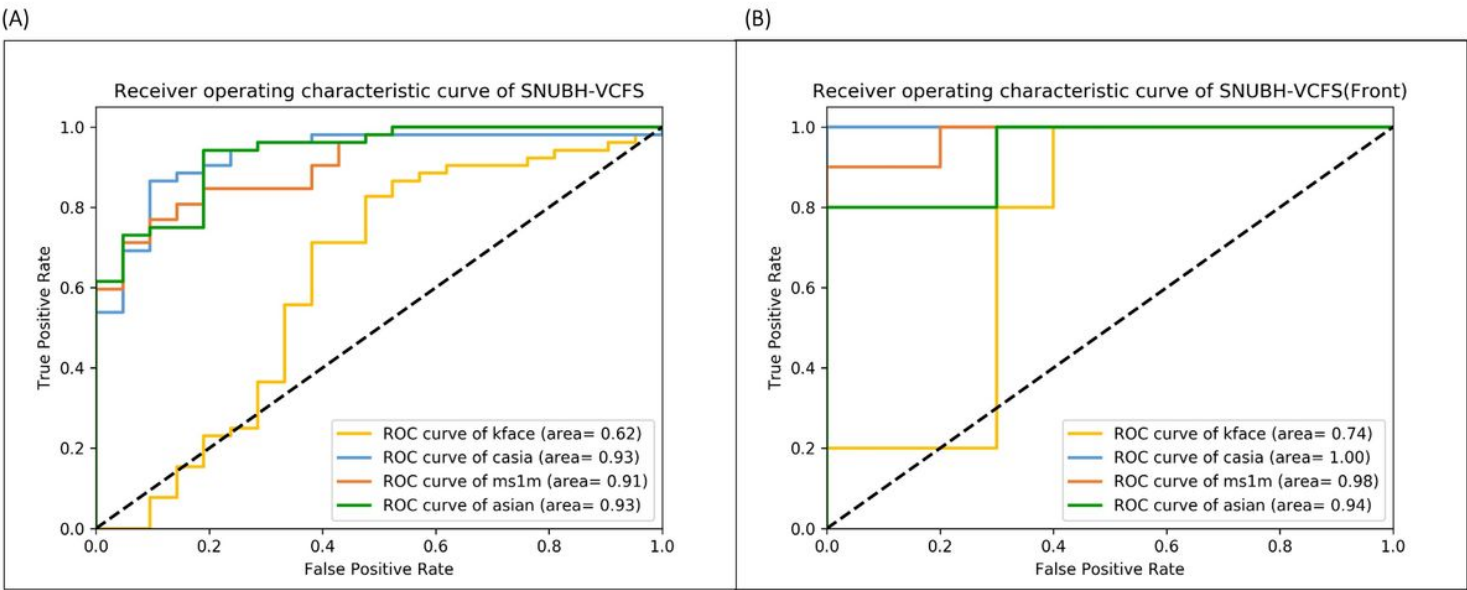 (A)
Receiver operating characteristic curve of SNUBH-VCFS
True Positive Rate
1.0
0.8
0.6
0.4
0.2
0.0
ROC curve of kface (area= 0.62)
ROC curve of casia (area= 0.93)
ROC curve of ms1m (area= 0.91)
ROC curve of asian (area= 0.93)
0.0 0.2 0.4 0.6 0.8 1.0
False Positive Rate
(B)
Receiver operating characteristic curve of SNUBH-VCFS(Front)
True Positive Rate
1.0
0.8
0.6
0.4
0.2
0.0
ROC curve of kface (area= 0.74)
ROC curve of casia (area= 1.00)
ROC curve of ms1m (area= 0.98)
ROC curve of asian (area= 0.94)
0.0 0.2 0.4 0.6 0.8 1.0
False Positive Rate